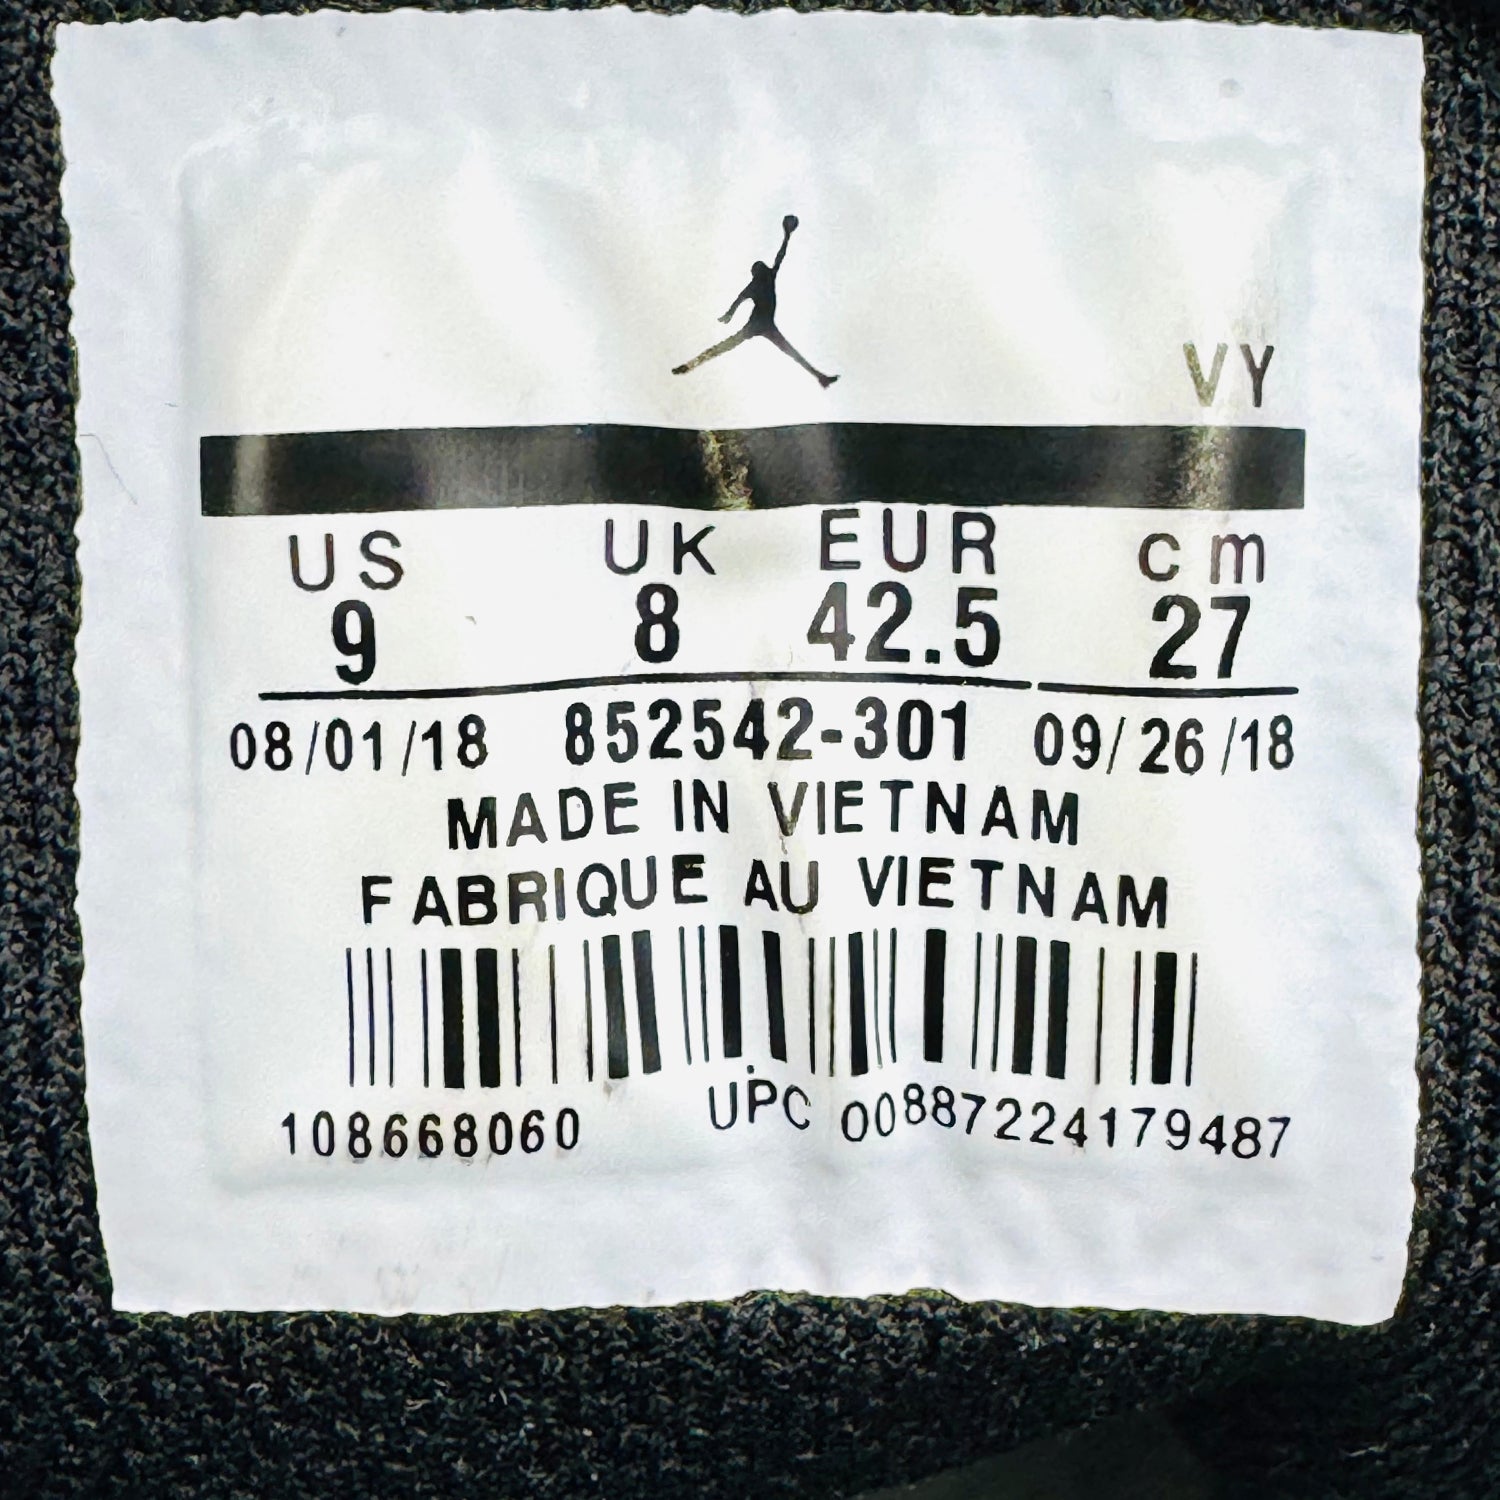 VY
US UK EUR cm
9 8 42.5 27
08/01/18 852542-301 09/26/18
MADE IN VIETNAM
FABRIQUE AU VIETNAM
108668060 UPC 00887224179487